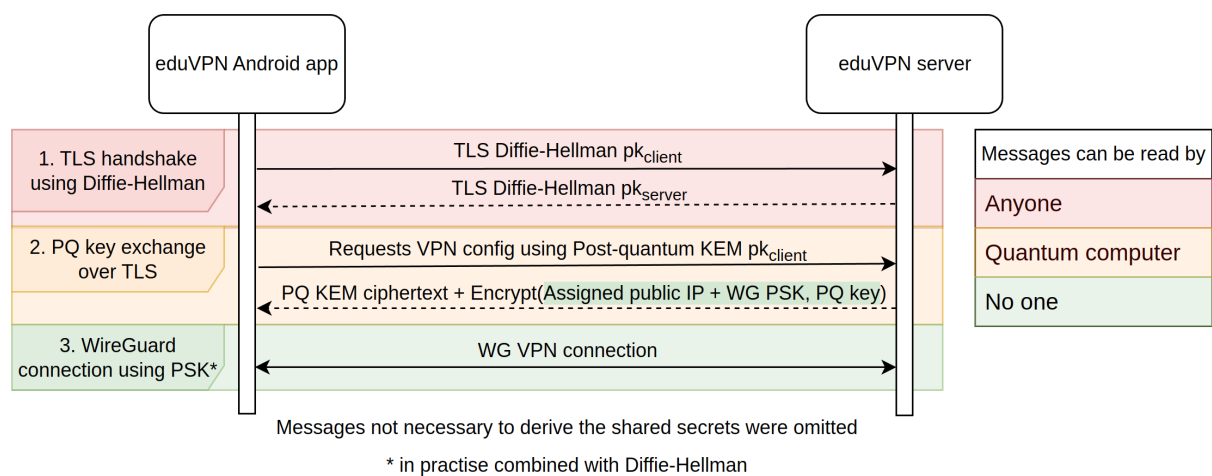 eduVPN Android app
eduVPN server
1. TLS handshake
using Diffie-Hellman
TLS Diffie-Hellman pkclient
TLS Diffie-Hellman pkserver
2. PQ key exchange
over TLS
Requests VPN config using Post-quantum KEM pkclient
PQ KEM ciphertext + Encrypt(Assigned public IP + WG PSK, PQ key)
3. WireGuard
connection using PSK*
WG VPN connection
Messages can be read by
Anyone
Quantum computer
No one
Messages not necessary to derive the shared secrets were omitted
* in practise combined with Diffie-Hellman